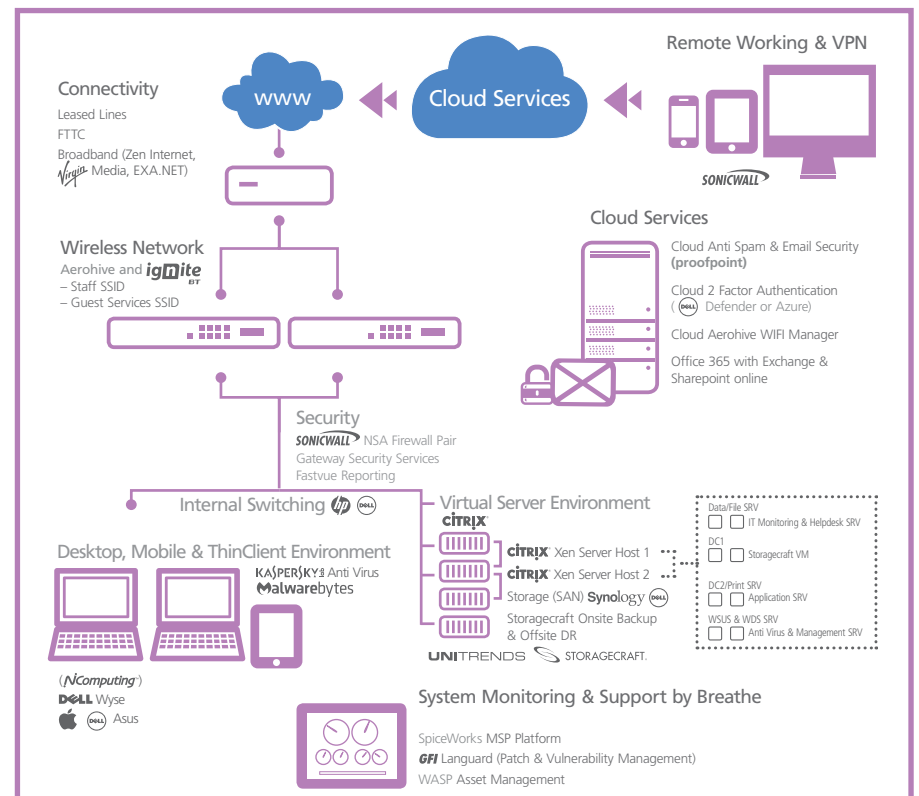 Remote Working & VPN
SONICWALL
www
Cloud Services
Connectivity
Leased Lines
FTTC
Broadband (Zen Internet,
Virgin Media, EXA.NET)
Wireless Network
Aerohive and ignite
BT
– Staff SSID
– Guest Services SSID
Cloud Services
Cloud Anti Spam & Email Security
(proofpoint)
Cloud 2 Factor Authentication
( DELL Defender or Azure)
Cloud Aerohive WIFI Manager
Office 365 with Exchange &
Sharepoint online
Security
SONICWALL NSA Firewall Pair
Gateway Security Services
Fastvue Reporting
Internal Switching hp DELL
Desktop, Mobile & ThinClient Environment
KASPERSKY Anti Virus
Malwarebytes
(NComputing)
DELL Wyse
DELL Asus
Virtual Server Environment
CITRIX
CITRIX Xen Server Host 1
CITRIX Xen Server Host 2
Storage (SAN) Synology DELL
Storagecraft Onsite Backup
& Offsite DR
UNITRENDS STORAGECRAFT.
Data/File SRV
IT Monitoring & Helpdesk SRV
DC1
Storagecraft VM
DC2/Print SRV
Application SRV
WSUS & WDS SRV
Anti Virus & Management SRV
System Monitoring & Support by Breathe
SpiceWorks MSP Platform
GFI Languard (Patch & Vulnerability Management)
WASP Asset Management